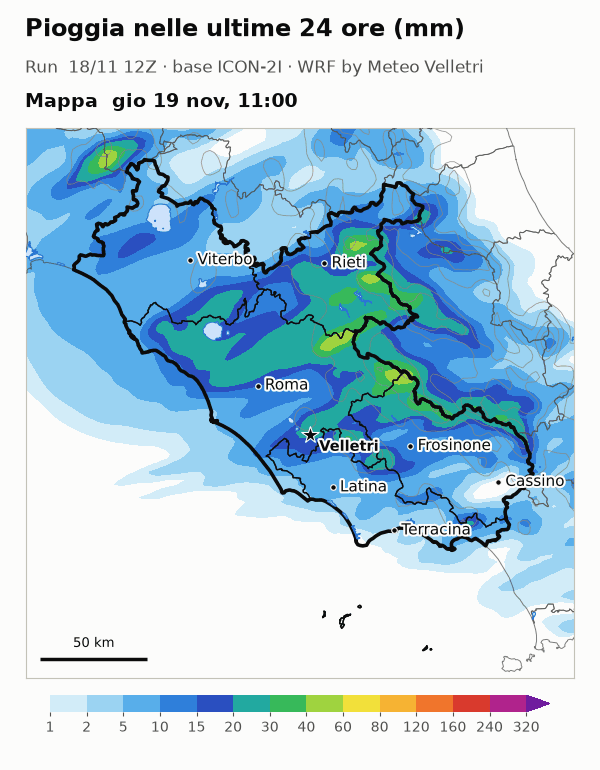 Pioggia nelle ultime 24 ore (mm)
Run 18/11 12Z · base ICON-2I · WRF by Meteo Velletri
Mappa gio 19 nov, 11:00
Viterbo
Rieti
Roma
Velletri
Frosinone
Cassino
Latina
Terracina
50 km
1 2 5 10 15 20 30 40 60 80 120 160 240 320